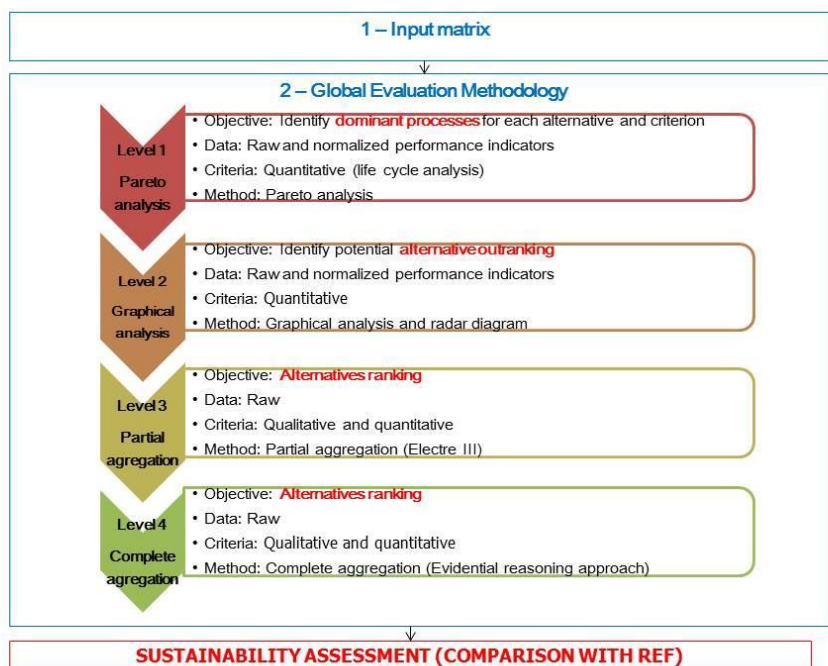 1 – Input matrix
2 – Global Evaluation Methodology
Level 1
Pareto
analysis
• Objective: Identify dominant processes for each alternative and criterion
• Data: Raw and normalized performance indicators
• Criteria: Quantitative (life cycle analysis)
• Method: Pareto analysis
Level 2
Graphical
analysis
• Objective: Identify potential alternative outranking
• Data: Raw and normalized performance indicators
• Criteria: Quantitative
• Method: Graphical analysis and radar diagram
Level 3
Partial
agregation
• Objective: Alternatives ranking
• Data: Raw
• Criteria: Qualitative and quantitative
• Method: Partial aggregation (Electre III)
Level 4
Complete
agregation
• Objective: Alternatives ranking
• Data: Raw
• Criteria: Qualitative and quantitative
• Method: Complete aggregation (Evidential reasoning approach)
SUSTAINABILITY ASSESSMENT (COMPARISON WITH REF)